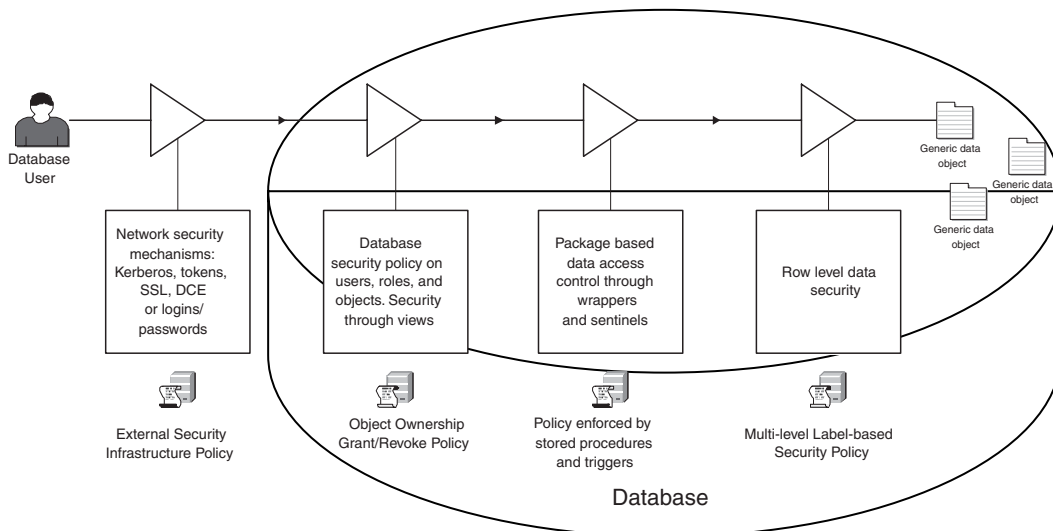 Database
User
Generic data
object
Generic data
object
Generic data
object
Network security
mechanisms:
Kerberos, tokens,
SSL, DCE
or logins/
passwords
Database
security policy on
users, roles, and
objects. Security
through views
Package based
data access
control through
wrappers
and sentinels
Row level data
security
External Security
Infrastructure Policy
Object Ownership
Grant/Revoke Policy
Policy enforced by
stored procedures
and triggers
Multi-level Label-based
Security Policy
Database